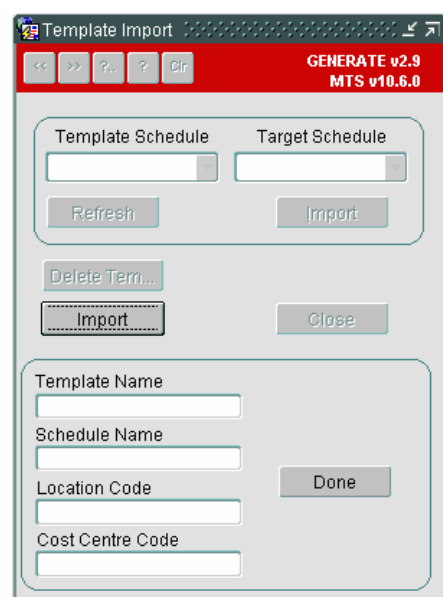 Template Import
<< >> ?.. ? Clr
GENERATE v2.9
MTS v10.6.0
Template Schedule Target Schedule
Refresh Import
Delete Tem...
Import Close
Template Name
Schedule Name
Location Code
Done
Cost Centre Code